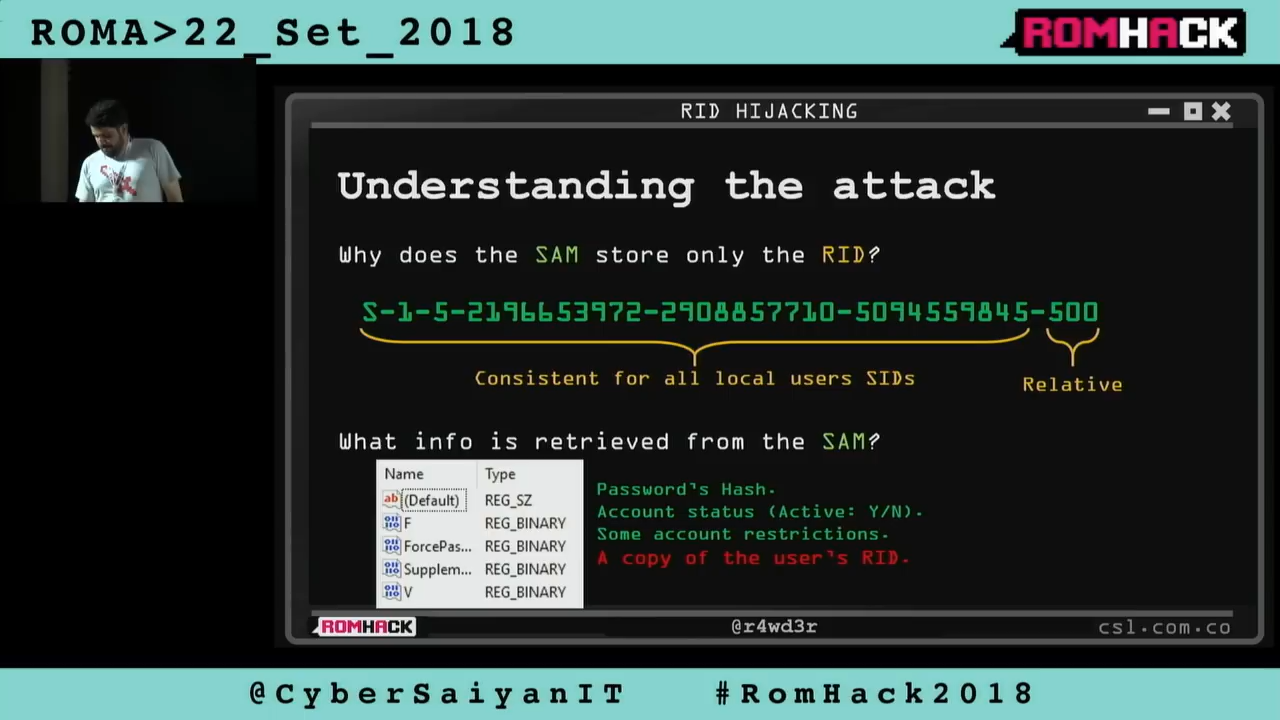 ROMA>22_Set_2018
ROMHACK
RID HIJACKING
Understanding the attack
Why does the SAM store only the RID?
S-1-5-2196653972-2908857710-5094559845-500
Consistent for all local users SIDs
Relative
What info is retrieved from the SAM?
Name Type
(Default) REG_SZ
F REG_BINARY
ForcePas... REG_BINARY
Supplem... REG_BINARY
V REG_BINARY
Password's Hash.
Account status (Active: Y/N).
Some account restrictions.
A copy of the user's RID.
ROMHACK
@r4wd3r
csl.com.co
@CyberSaiyanIT #RomHack2018